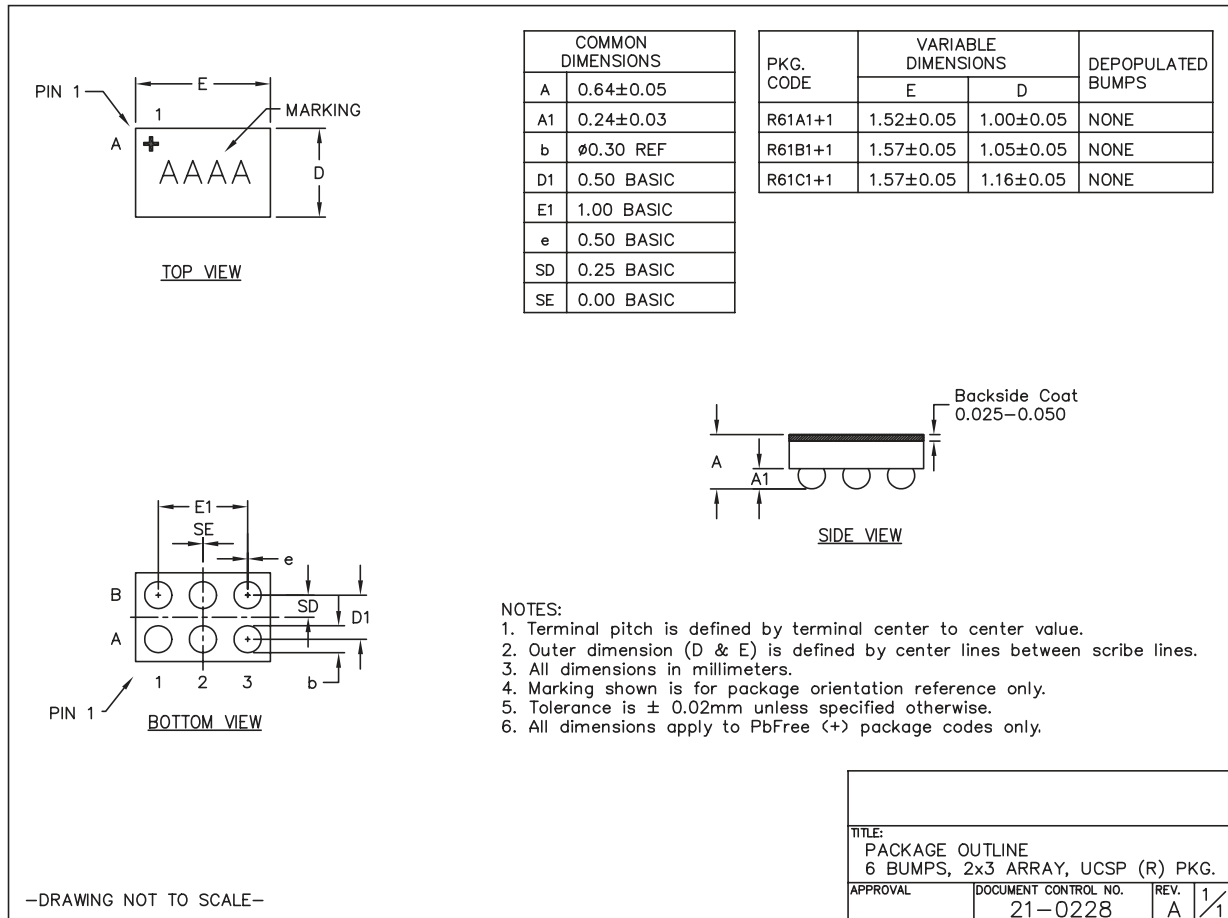 PIN 1
E
1
MARKING
A
AAAA
D
TOP VIEW
COMMON
DIMENSIONS
A 0.64±0.05
A1 0.24±0.03
b ø0.30 REF
D1 0.50 BASIC
E1 1.00 BASIC
e 0.50 BASIC
SD 0.25 BASIC
SE 0.00 BASIC
PKG.
CODE
VARIABLE
DIMENSIONS
E D
DEPOPULATED
BUMPS
R61A1+1 1.52±0.05 1.00±0.05 NONE
R61B1+1 1.57±0.05 1.05±0.05 NONE
R61C1+1 1.57±0.05 1.16±0.05 NONE
Backside Coat
0.025-0.050
A
A1
SIDE VIEW
E1
SE
e
B
SD
D1
A
1 2 3
b
PIN 1
BOTTOM VIEW
NOTES:
1. Terminal pitch is defined by terminal center to center value.
2. Outer dimension (D & E) is defined by center lines between scribe lines.
3. All dimensions in millimeters.
4. Marking shown is for package orientation reference only.
5. Tolerance is ± 0.02mm unless specified otherwise.
6. All dimensions apply to PbFree (+) package codes only.
-DRAWING NOT TO SCALE-
TITLE:
PACKAGE OUTLINE
6 BUMPS, 2x3 ARRAY, UCSP (R) PKG.
APPROVAL
DOCUMENT CONTROL NO.
21-0228
REV.
A
1/1